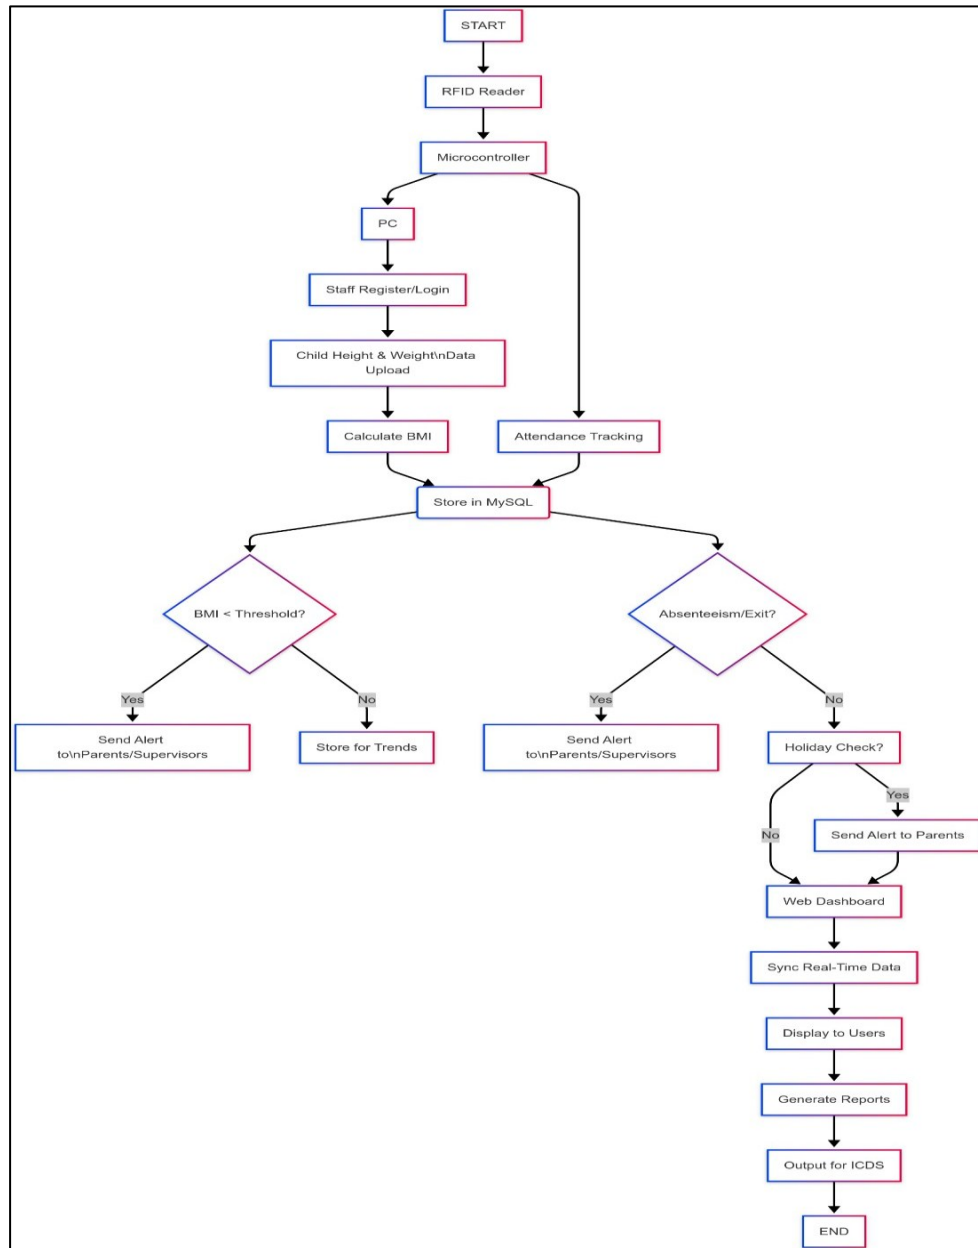 START
RFID Reader
Microcontroller
PC
Staff Register/Login
Child Height & Weight\nData
Upload
Calculate BMI
Attendance Tracking
Store in MySQL
BMI < Threshold?
Absenteeism/Exit?
Yes
No
Yes
No
Send Alert
to\nParents/Supervisors
Store for Trends
Send Alert
to\nParents/Supervisors
Holiday Check?
Yes
No
Send Alert to Parents
Web Dashboard
Sync Real-Time Data
Display to Users
Generate Reports
Output for ICDS
END